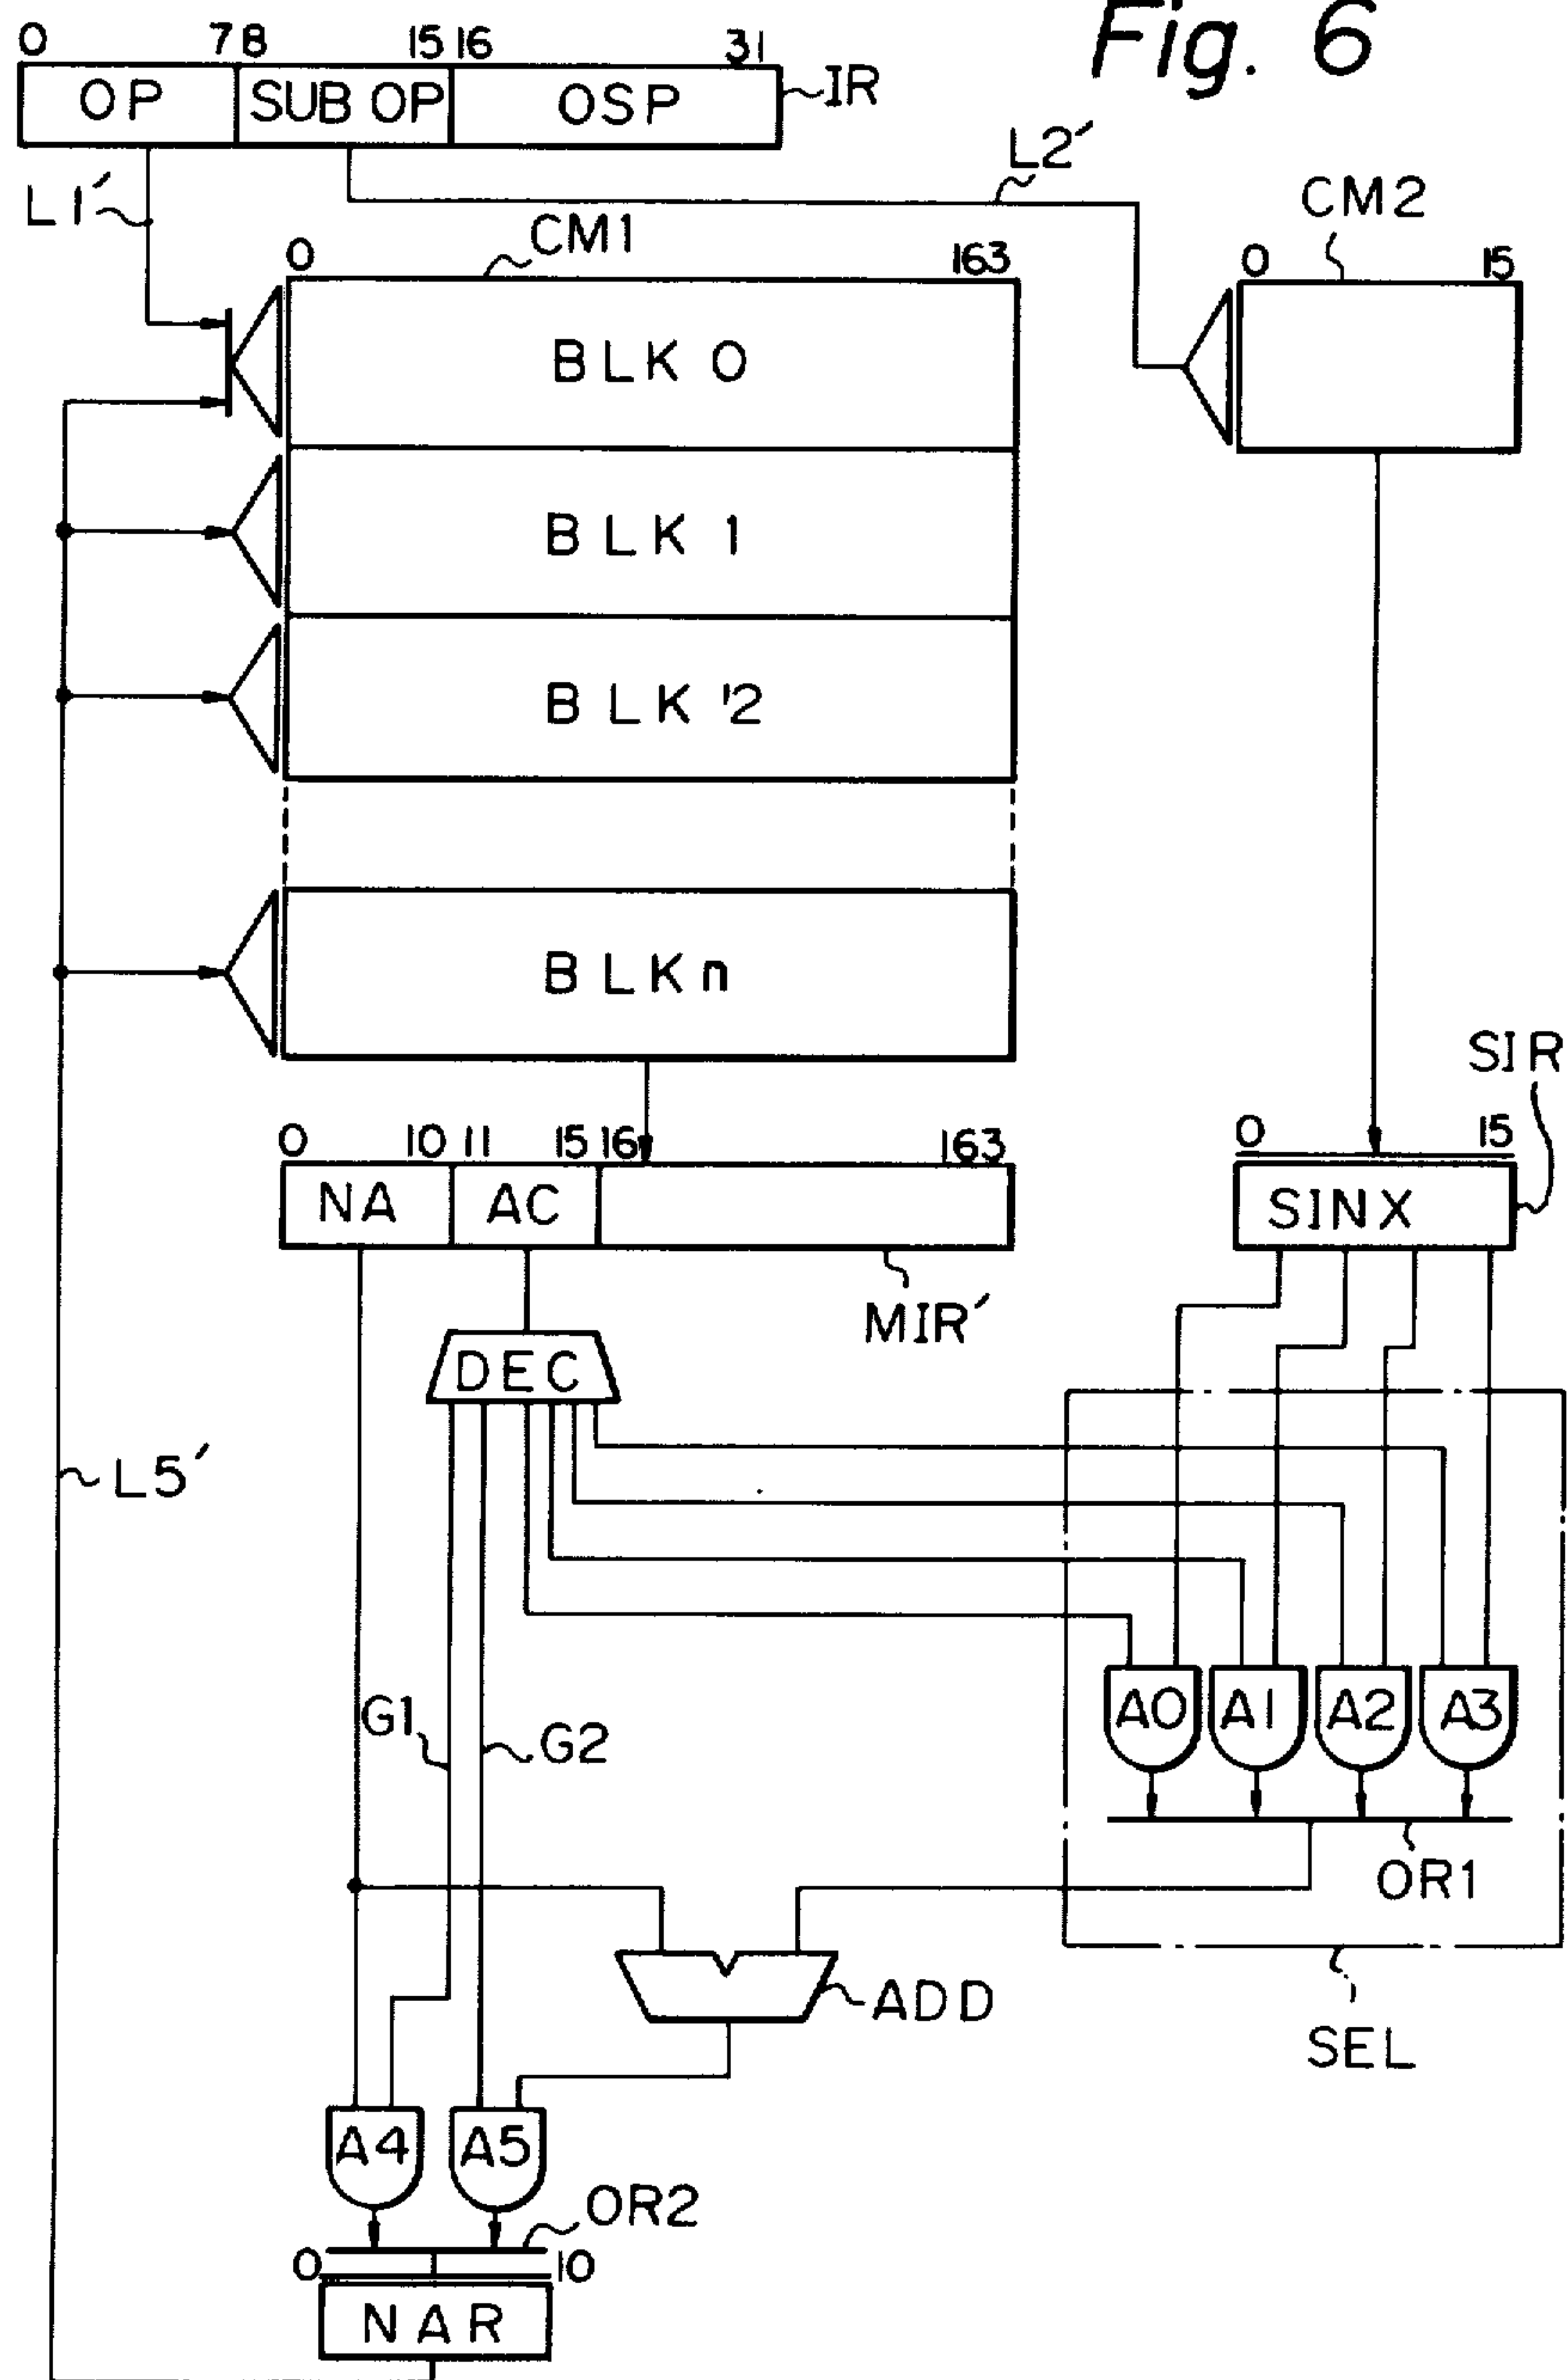 Fig. 6
0 7 8 15 16 31
OP SUB OP OSP IR
L1′ L2′
CM1 CM2
0 163 0 15
BLK 0
BLK 1
BLK '2
BLKn
SIR
0 10 11 15 16 163 0 15
NA AC SINX
MIR′
DEC
L5′
G1 G2
A0 A1 A2 A3
OR1
ADD
SEL
A4 A5
OR2
0 10
NAR